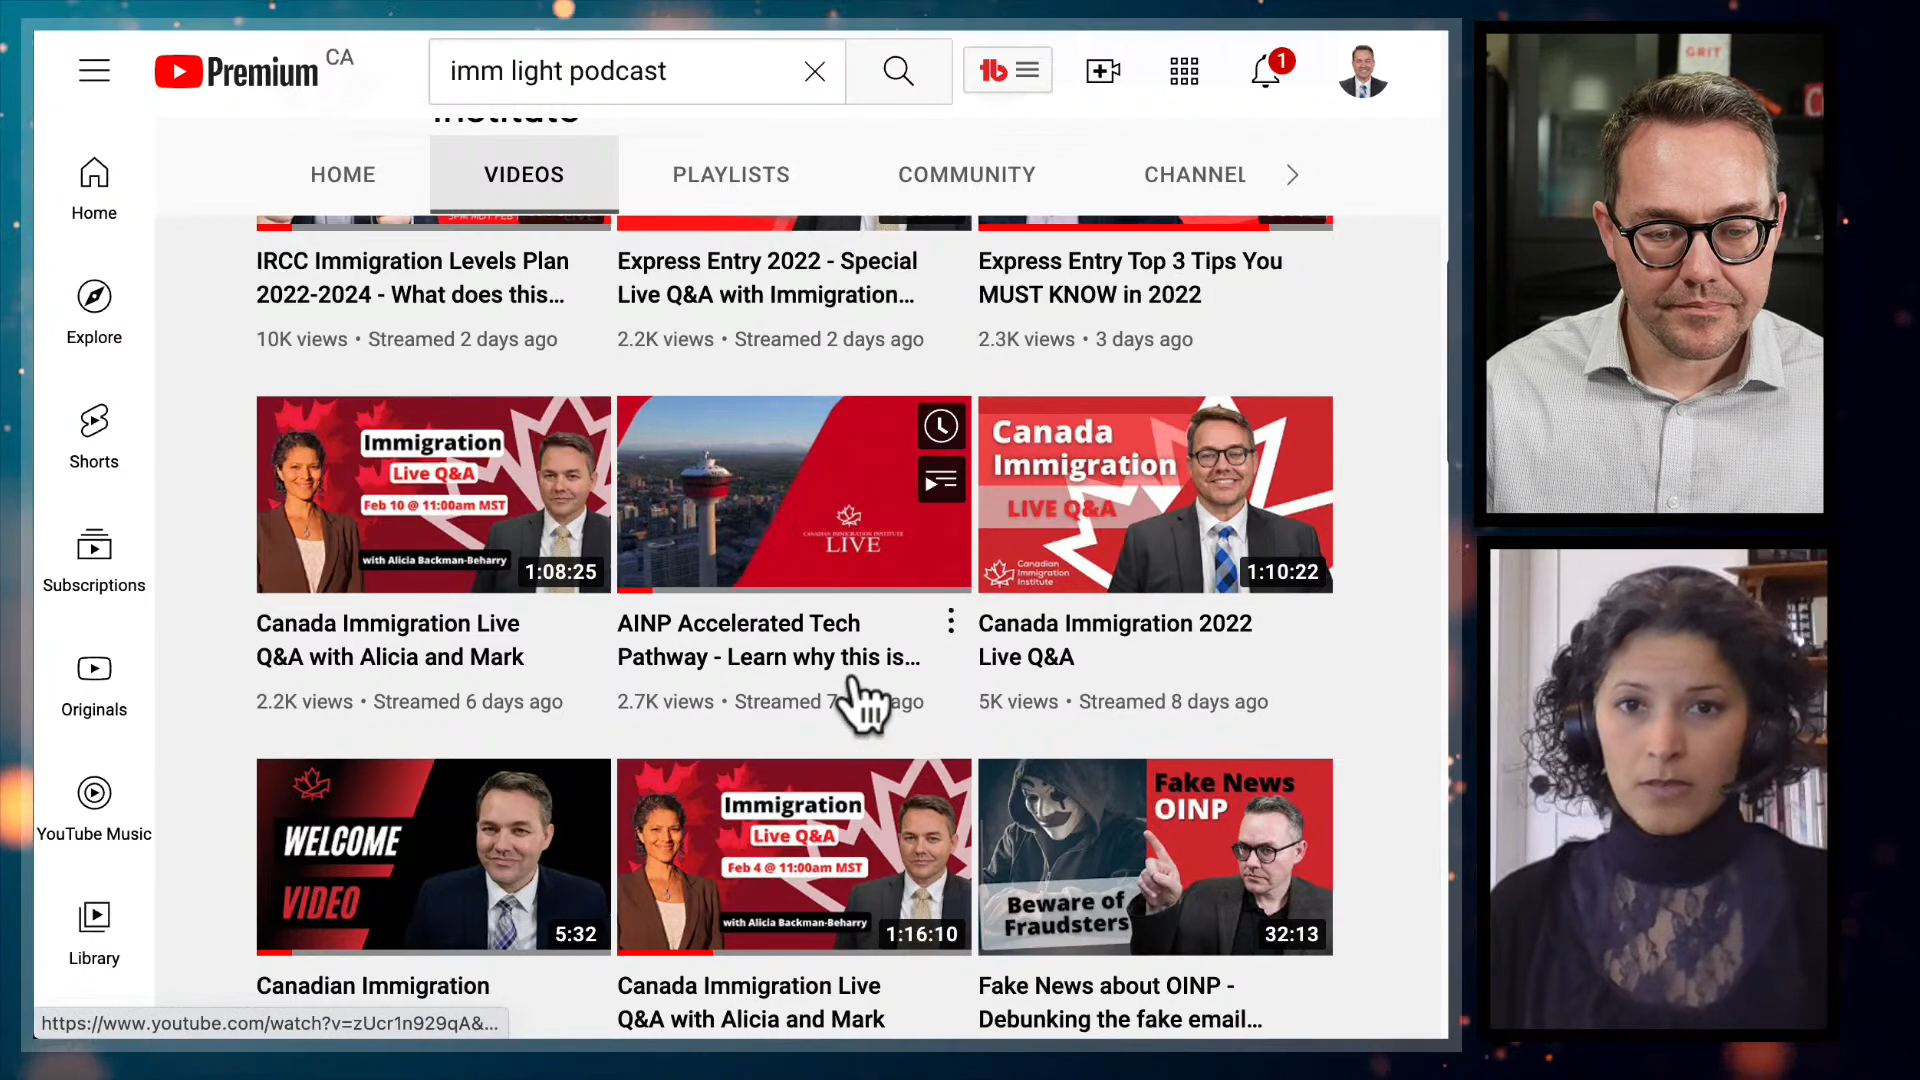 Premium CA
imm light podcast
1
Institute
HOME
VIDEOS
PLAYLISTS
COMMUNITY
CHANNEL
Home
Explore
Shorts
Subscriptions
Originals
YouTube Music
Library
IRCC Immigration Levels Plan
2022-2024 - What does this...
10K views • Streamed 2 days ago
Express Entry 2022 - Special
Live Q&A with Immigration...
2.2K views • Streamed 2 days ago
Express Entry Top 3 Tips You
MUST KNOW in 2022
2.3K views • 3 days ago
Immigration
Live Q&A
Feb 10 @ 11:00am MST
with Alicia Backman-Beharry
1:08:25
Canada Immigration Live
Q&A with Alicia and Mark
2.2K views • Streamed 6 days ago
CANADIAN IMMIGRATION INSTITUTE
LIVE
AINP Accelerated Tech
Pathway - Learn why this is...
2.7K views • Streamed 7 ago
Canada
Immigration
LIVE Q&A
Canadian
Immigration
Institute
1:10:22
Canada Immigration 2022
Live Q&A
5K views • Streamed 8 days ago
WELCOME
VIDEO
5:32
Canadian Immigration
Immigration
Live Q&A
Feb 4 @ 11:00am MST
with Alicia Backman-Beharry
1:16:10
Canada Immigration Live
Q&A with Alicia and Mark
Fake News
OINP
Beware of
Fraudsters
32:13
Fake News about OINP -
Debunking the fake email...
https://www.youtube.com/watch?v=zUcr1n929qA&...
GRIT